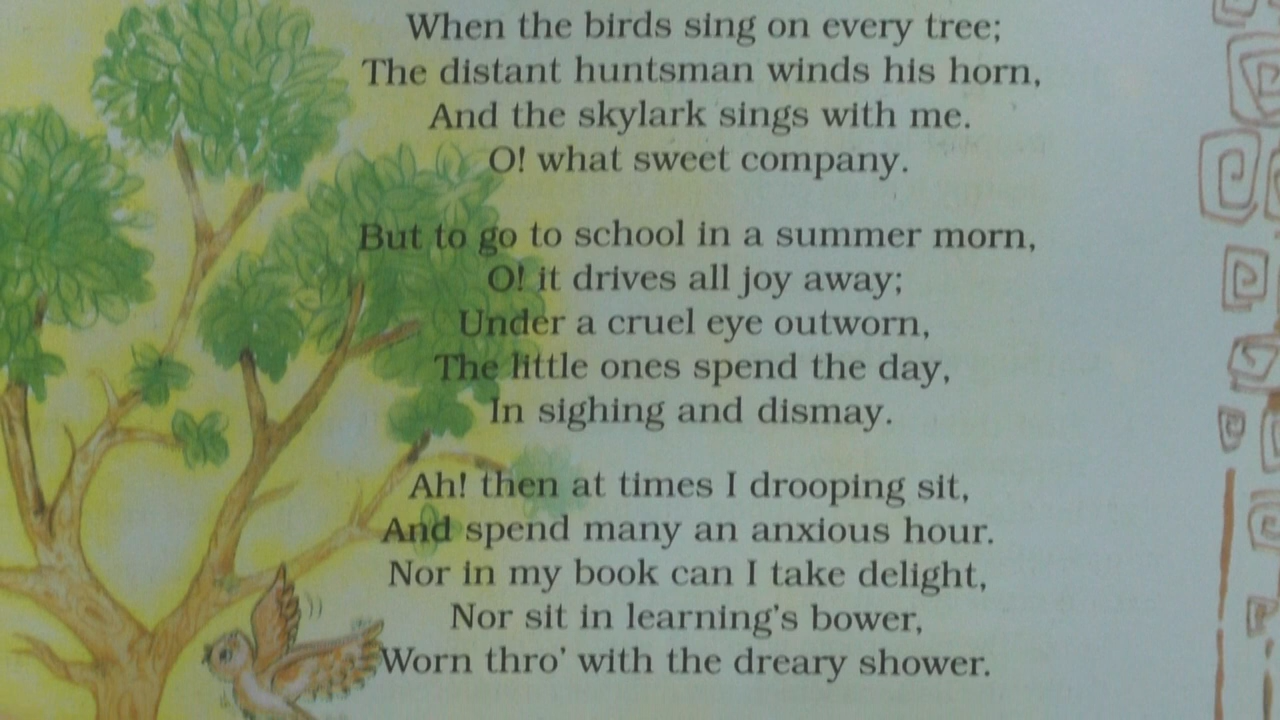 When the birds sing on every tree;
The distant huntsman winds his horn,
And the skylark sings with me.
O! what sweet company.
But to go to school in a summer morn,
O! it drives all joy away;
Under a cruel eye outworn,
The little ones spend the day,
In sighing and dismay.
Ah! then at times I drooping sit,
And spend many an anxious hour.
Nor in my book can I take delight,
Nor sit in learning's bower,
Worn thro' with the dreary shower.